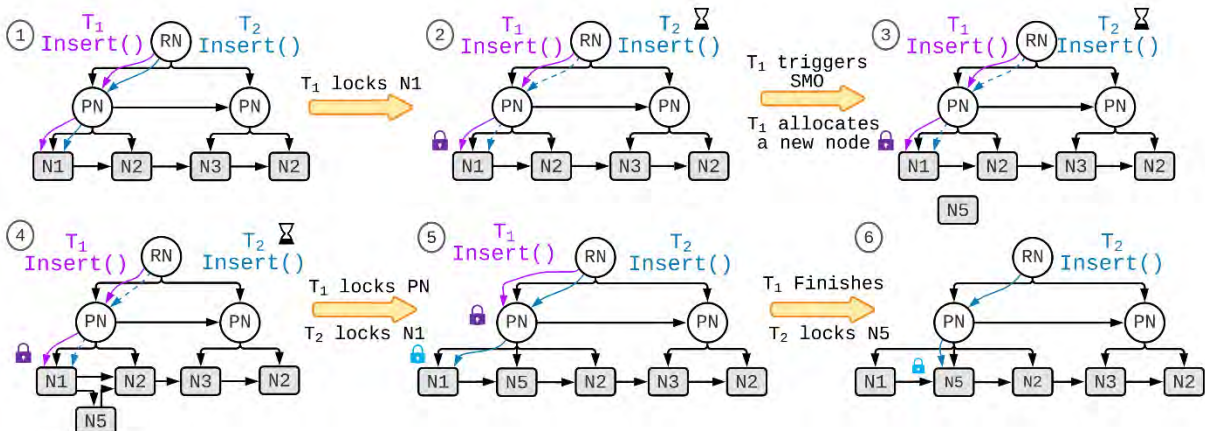 1
T1
Insert()
T2
Insert()
RN
PN
PN
N1
N2
N3
N2
T1 locks N1
2
T1
Insert()
T2
Insert()
RN
PN
PN
N1
N2
N3
N2
T1 triggers
SMO
T1 allocates
a new node
3
T1
Insert()
T2
Insert()
RN
PN
PN
N1
N2
N3
N2
N5
4
T1
Insert()
T2
Insert()
RN
PN
PN
N1
N2
N3
N2
N5
T1 locks PN
T2 locks N1
5
T1
Insert()
T2
Insert()
RN
PN
PN
N1
N5
N2
N3
N2
T1 Finishes
T2 locks N5
6
T2
Insert()
RN
PN
PN
N1
N5
N2
N3
N2